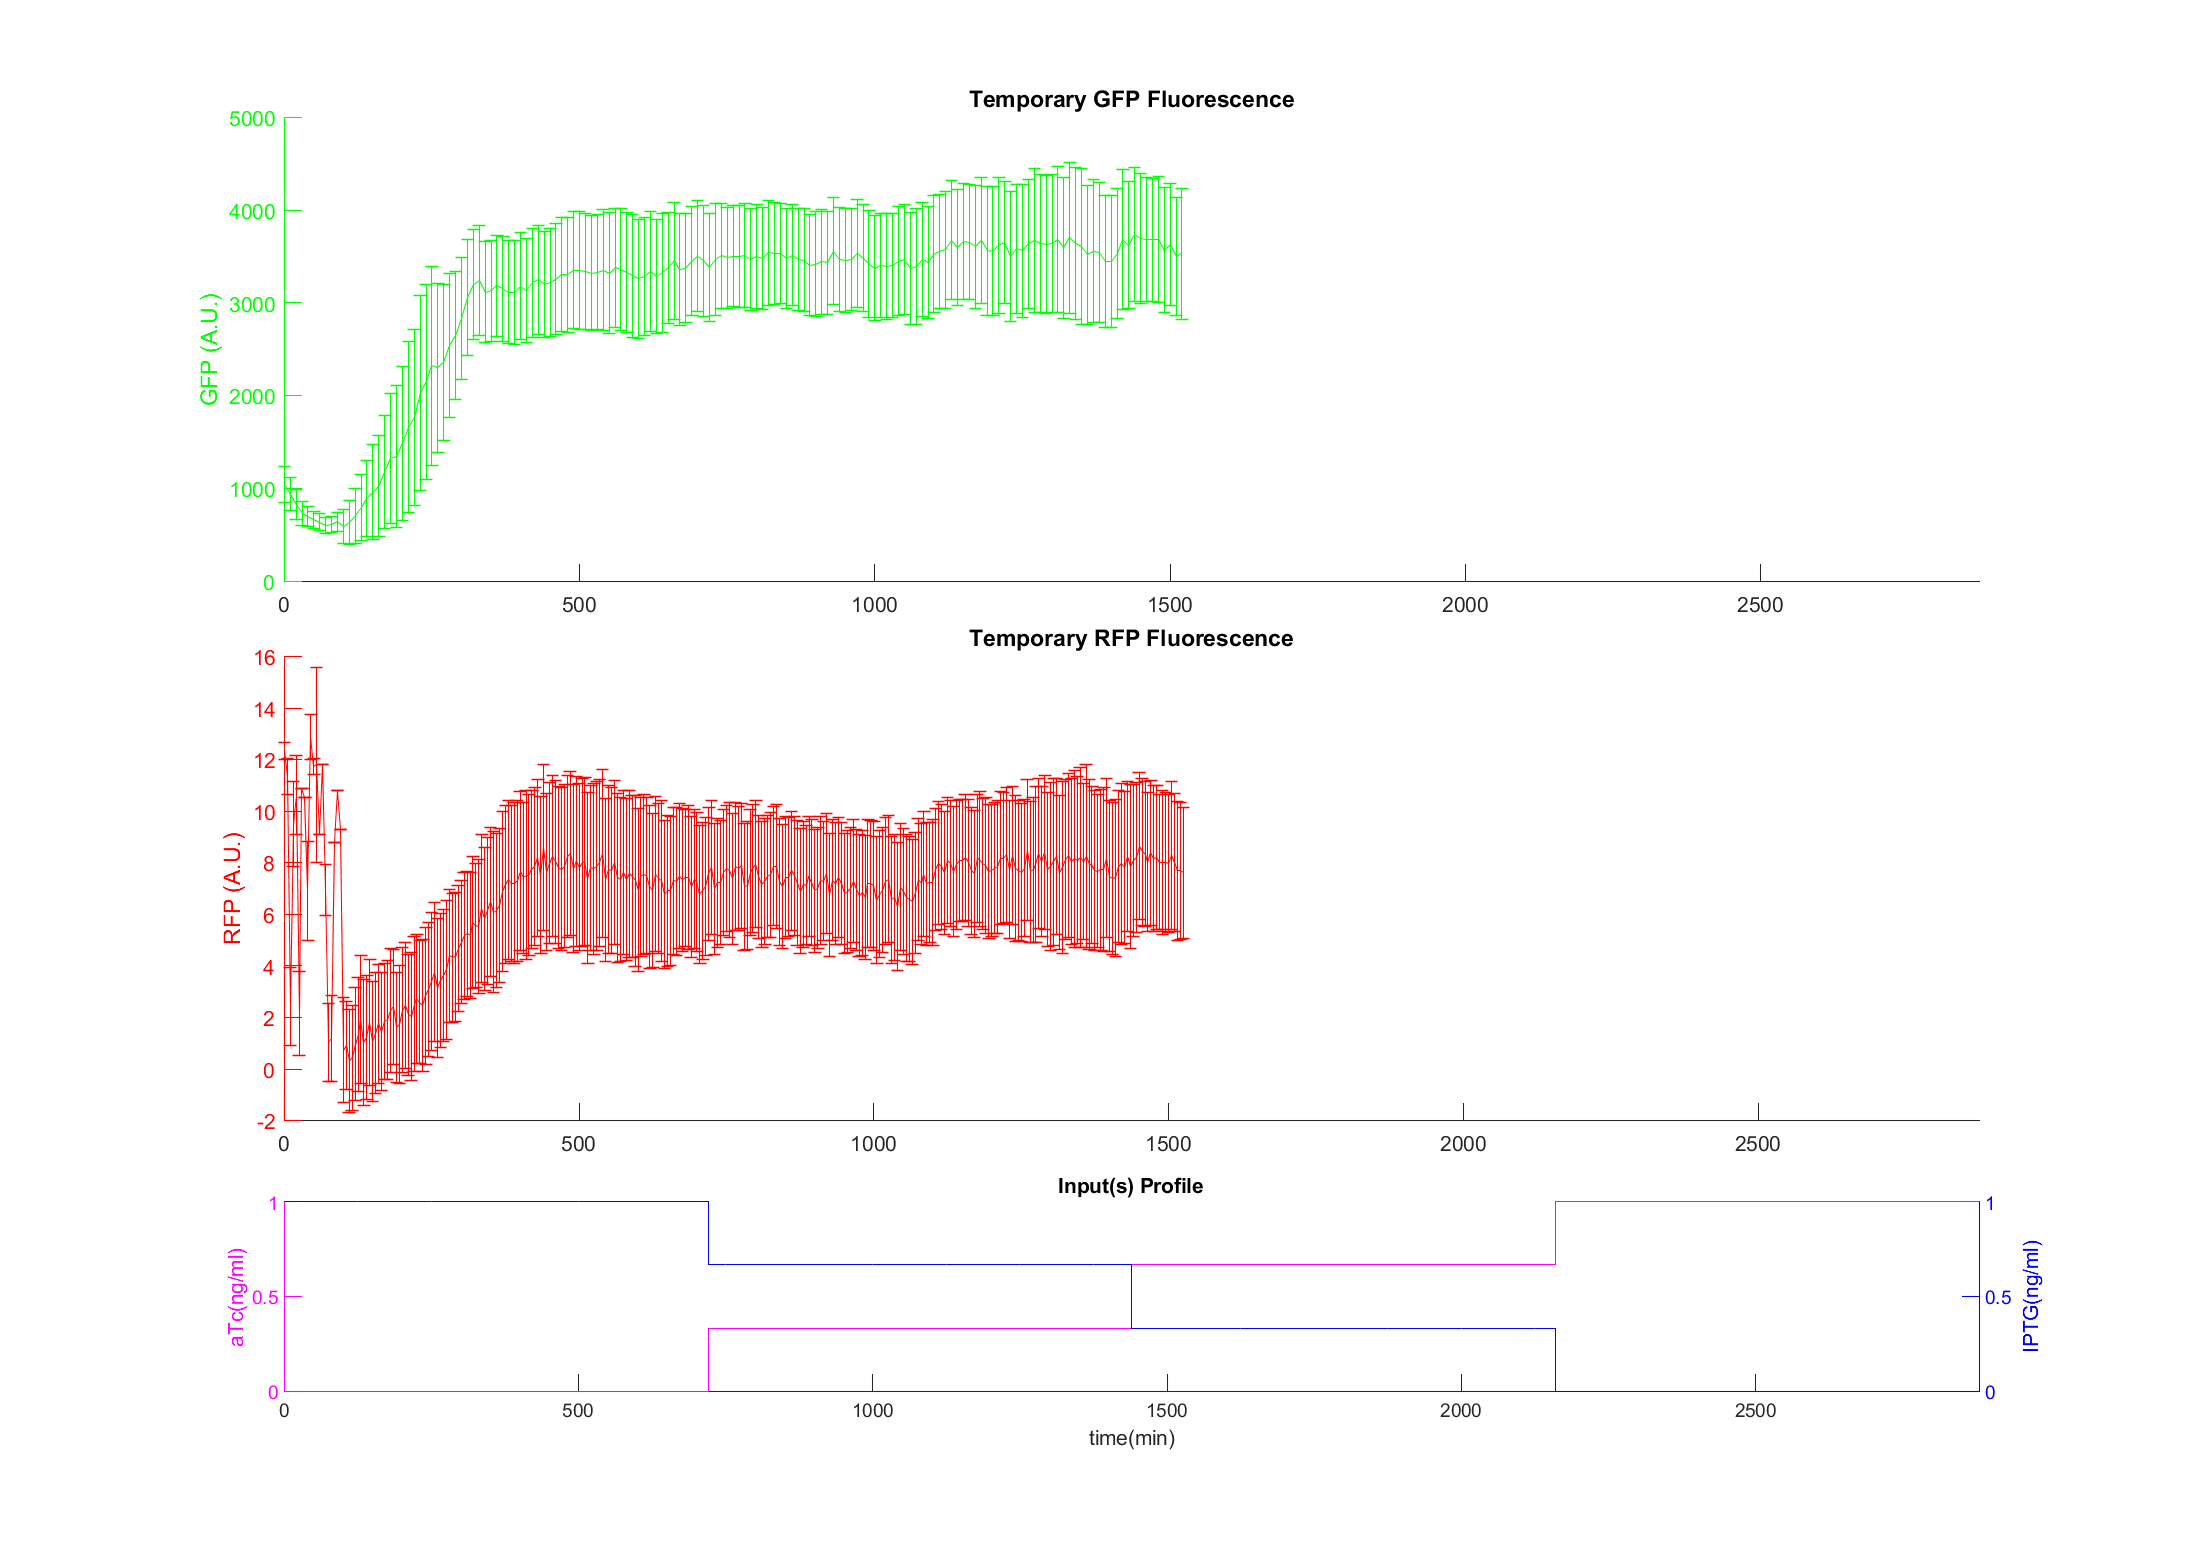 Temporary GFP Fluorescence
5000
4000
3000
2000
1000
0
GFP (A.U.)
0 500 1000 1500 2000 2500
Temporary RFP Fluorescence
16
14
12
10
8
6
4
2
0
-2
RFP (A.U.)
0 500 1000 1500 2000 2500
Input(s) Profile
1
0.5
0
aTc(ng/ml)
1
0.5
0
IPTG(ng/ml)
0 500 1000 1500 2000 2500
time(min)